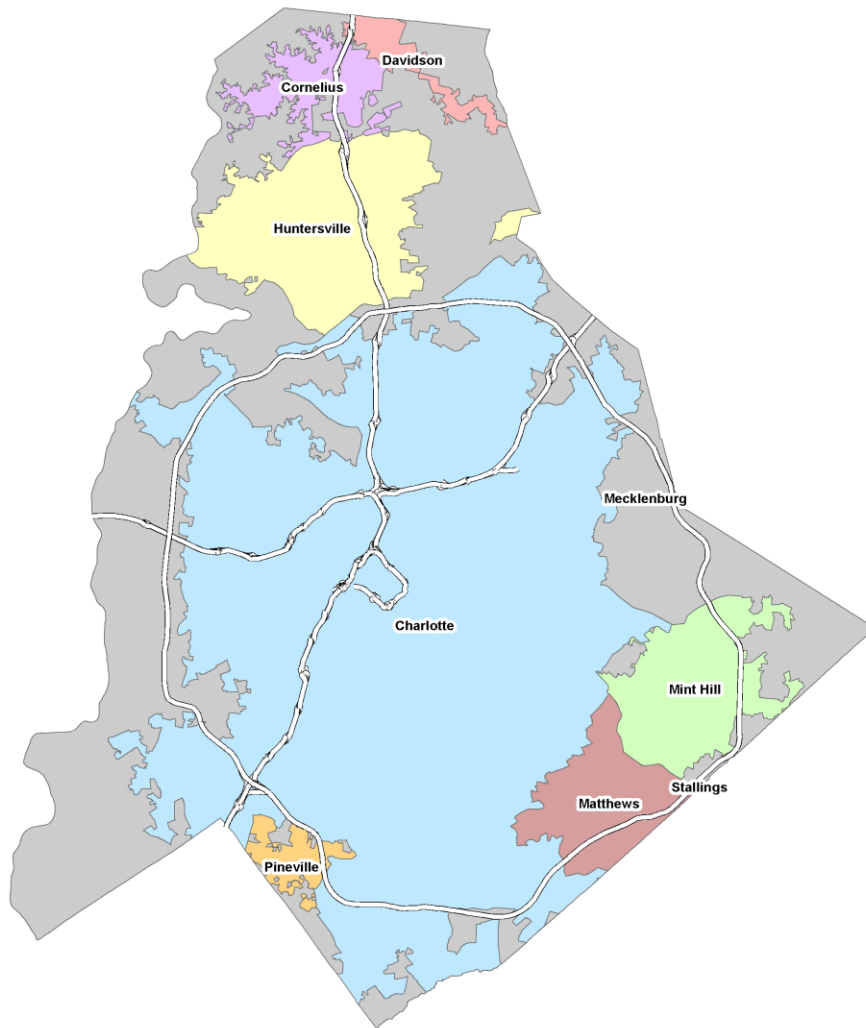 Davidson
Cornelius
Huntersville
Mecklenburg
Charlotte
Mint Hill
Stallings
Matthews
Pineville